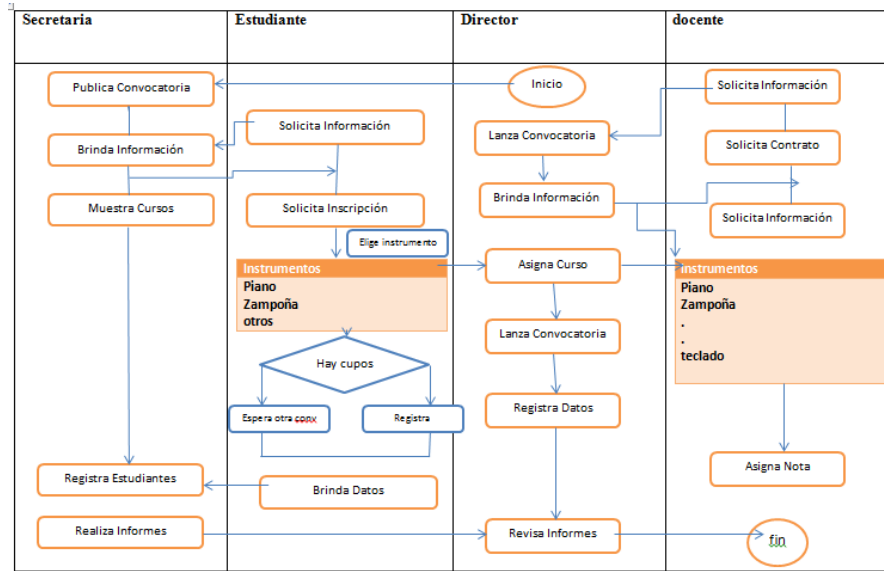 Secretaria
Estudiante
Director
docente
Publica Convocatoria
Inicio
Solicita Información
Solicita Información
Lanza Convocatoria
Brinda Información
Solicita Contrato
Muestra Cursos
Solicita Inscripción
Brinda Información
Solicita Información
Elige instrumento
Instrumentos
Piano
Zampoña
otros
Asigna Curso
Instrumentos
Piano
Zampoña
.
.
teclado
Lanza Convocatoria
Hay cupos
Espera otra conv
Registra
Registra Datos
Registra Estudiantes
Brinda Datos
Asigna Nota
Realiza Informes
Revisa Informes
fin